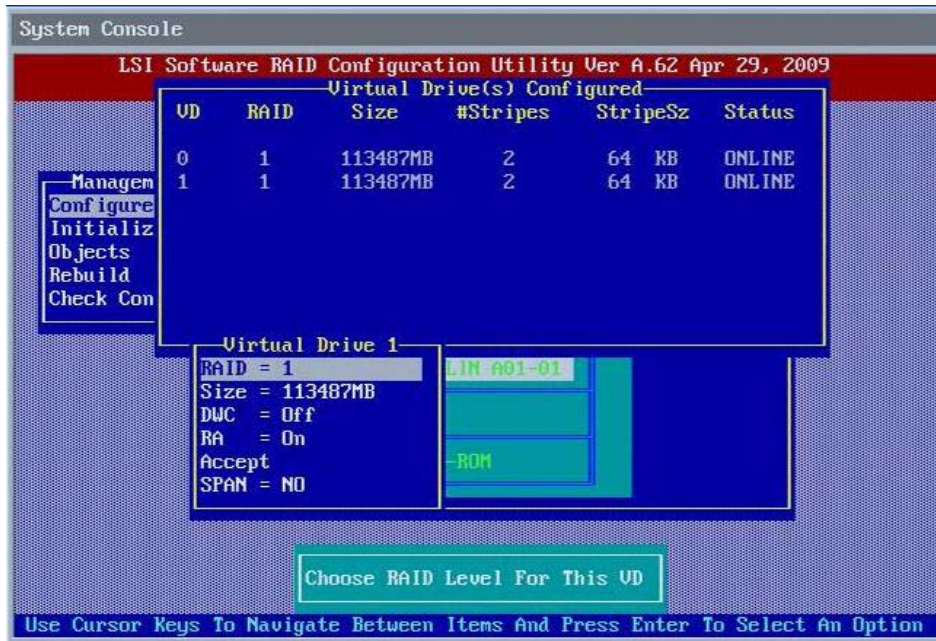 System Console
LSI Software RAID Configuration Utility Ver A.62 Apr 29, 2009
Virtual Drive(s) Configured
VD RAID Size #Stripes StripeSz Status
0 1 113487MB 2 64 KB ONLINE
1 1 113487MB 2 64 KB ONLINE
Managem
Configure
Initializ
Objects
Rebuild
Check Con
Virtual Drive 1
RAID = 1
Size = 113487MB
DWC = Off
RA = On
Accept
SPAN = NO
LIN A01-01
-ROM
Choose RAID Level For This VD
Use Cursor Keys To Navigate Between Items And Press Enter To Select An Option